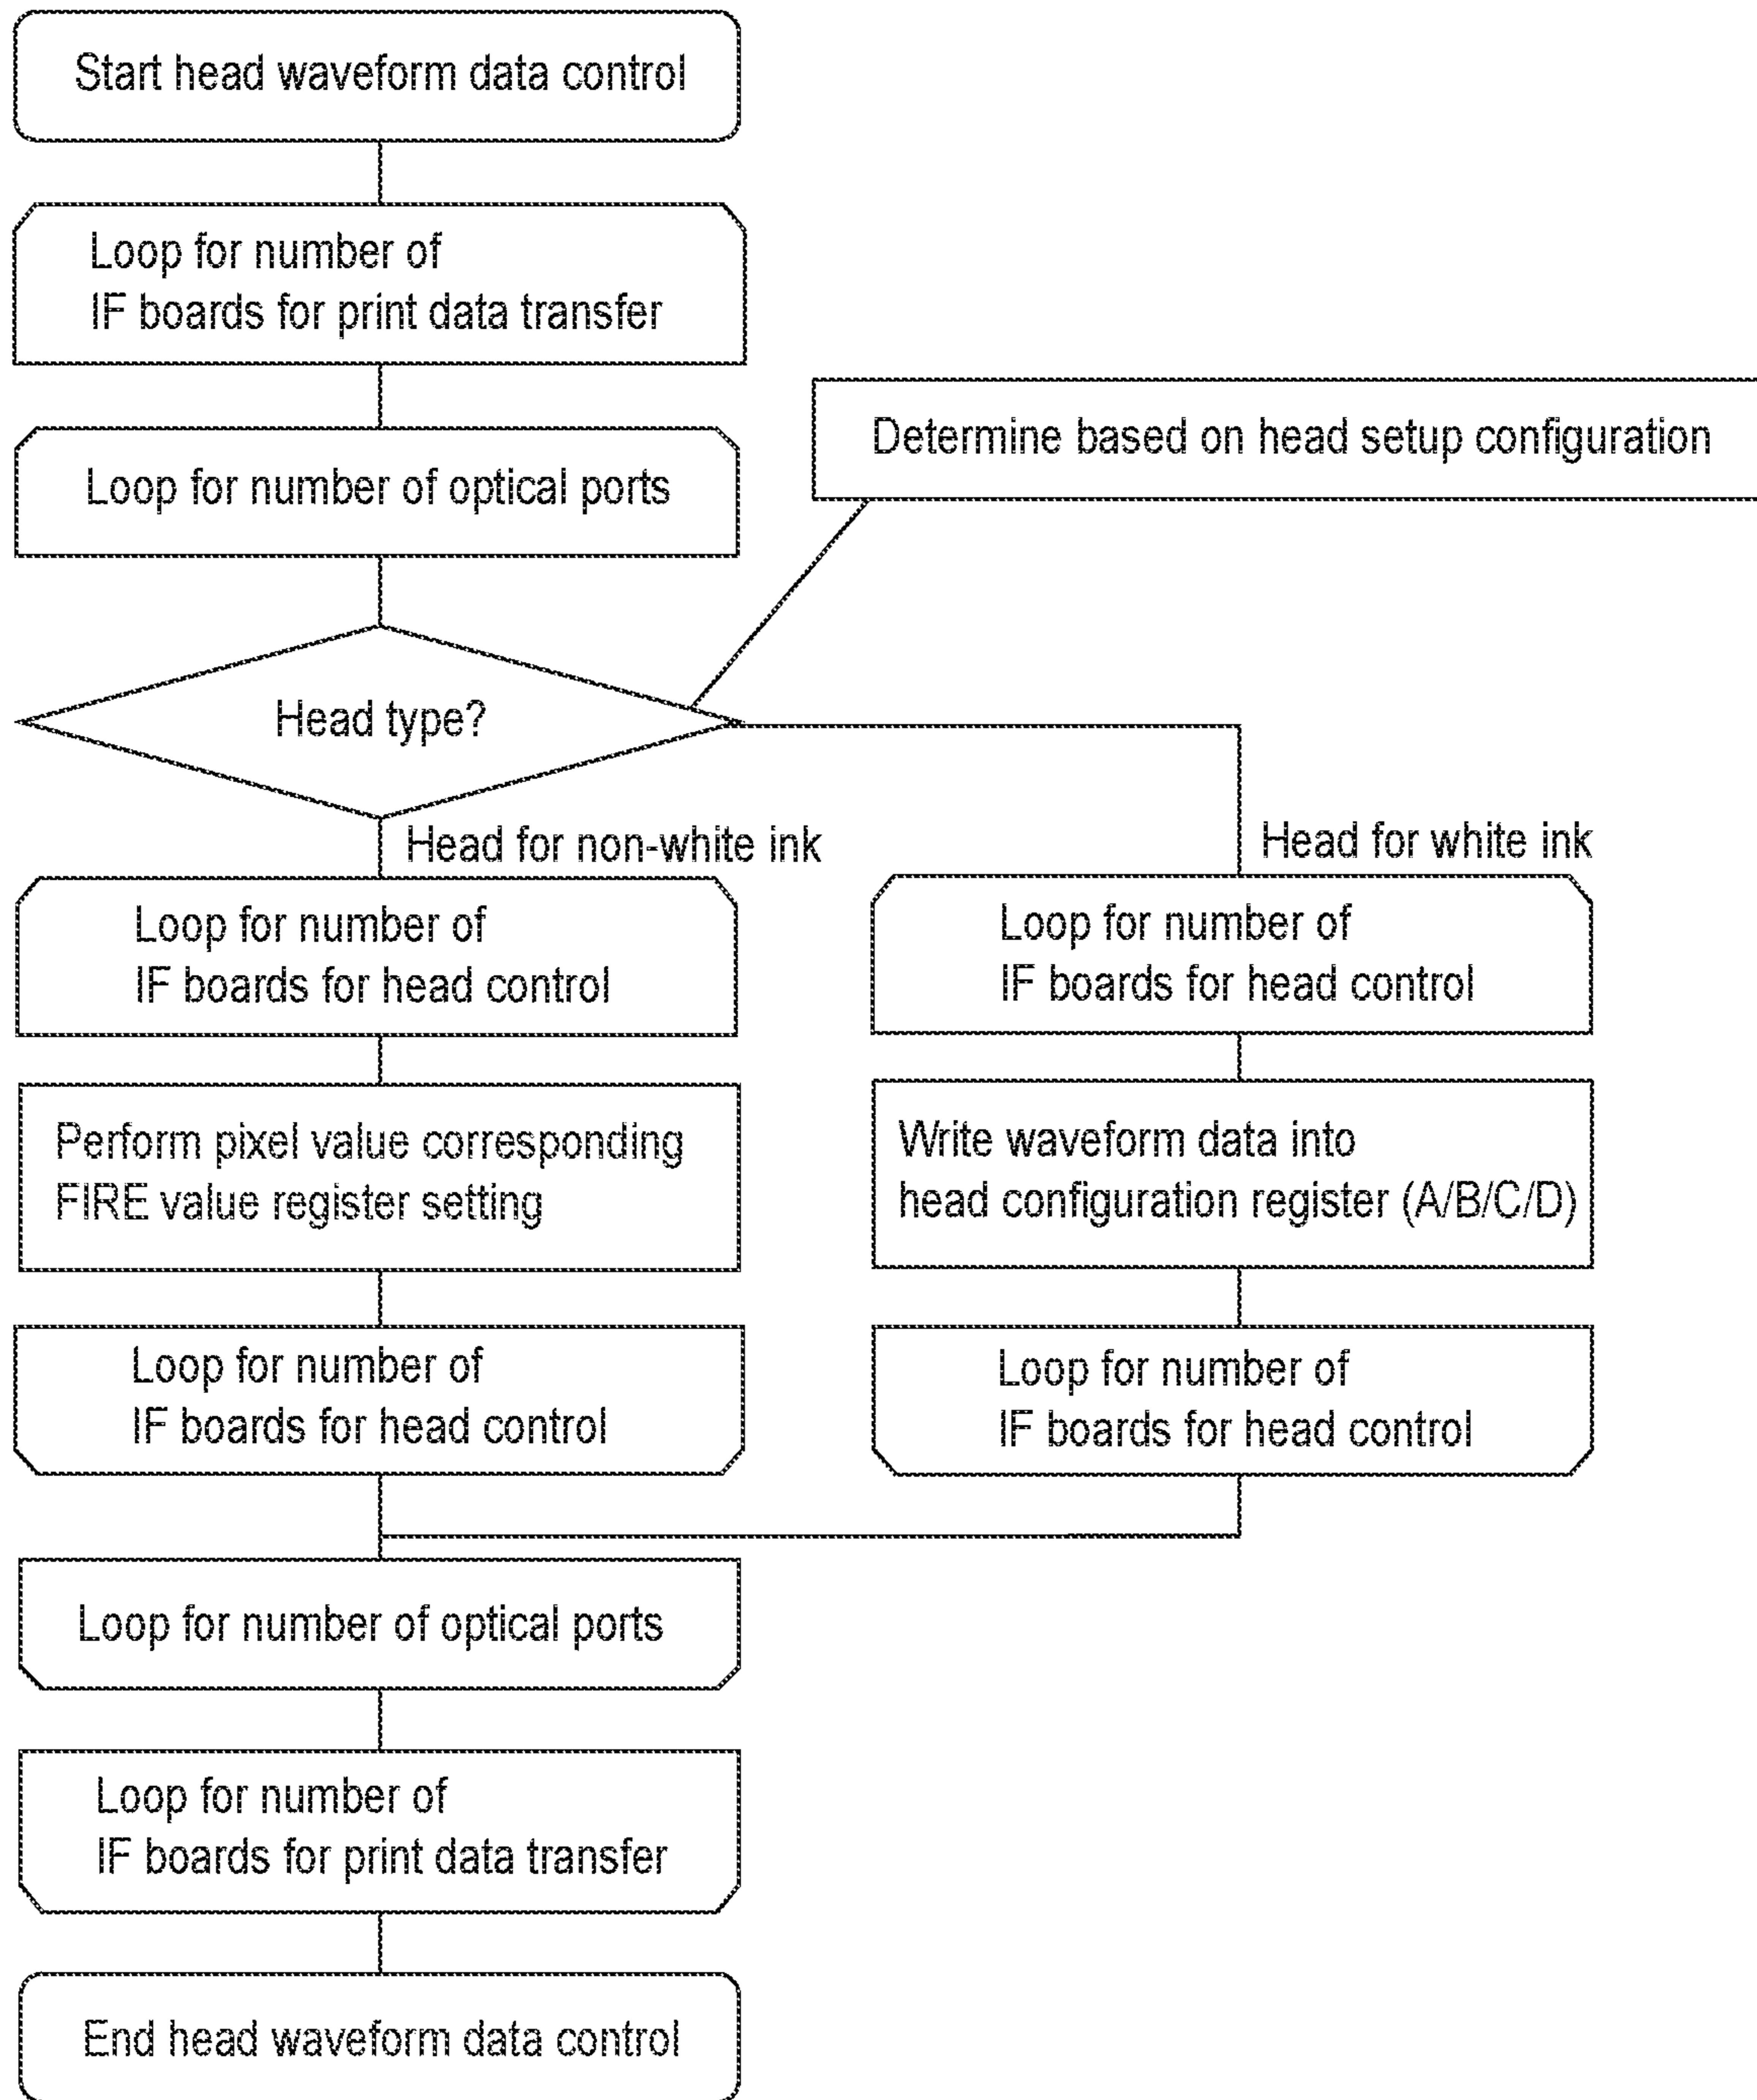 Start head waveform data control
Loop for number of
IF boards for print data transfer
Loop for number of optical ports
Determine based on head setup configuration
Head type?
Head for non-white ink
Head for white ink
Loop for number of
IF boards for head control
Loop for number of
IF boards for head control
Perform pixel value corresponding
FIRE value register setting
Write waveform data into
head configuration register (A/B/C/D)
Loop for number of
IF boards for head control
Loop for number of
IF boards for head control
Loop for number of optical ports
Loop for number of
IF boards for print data transfer
End head waveform data control